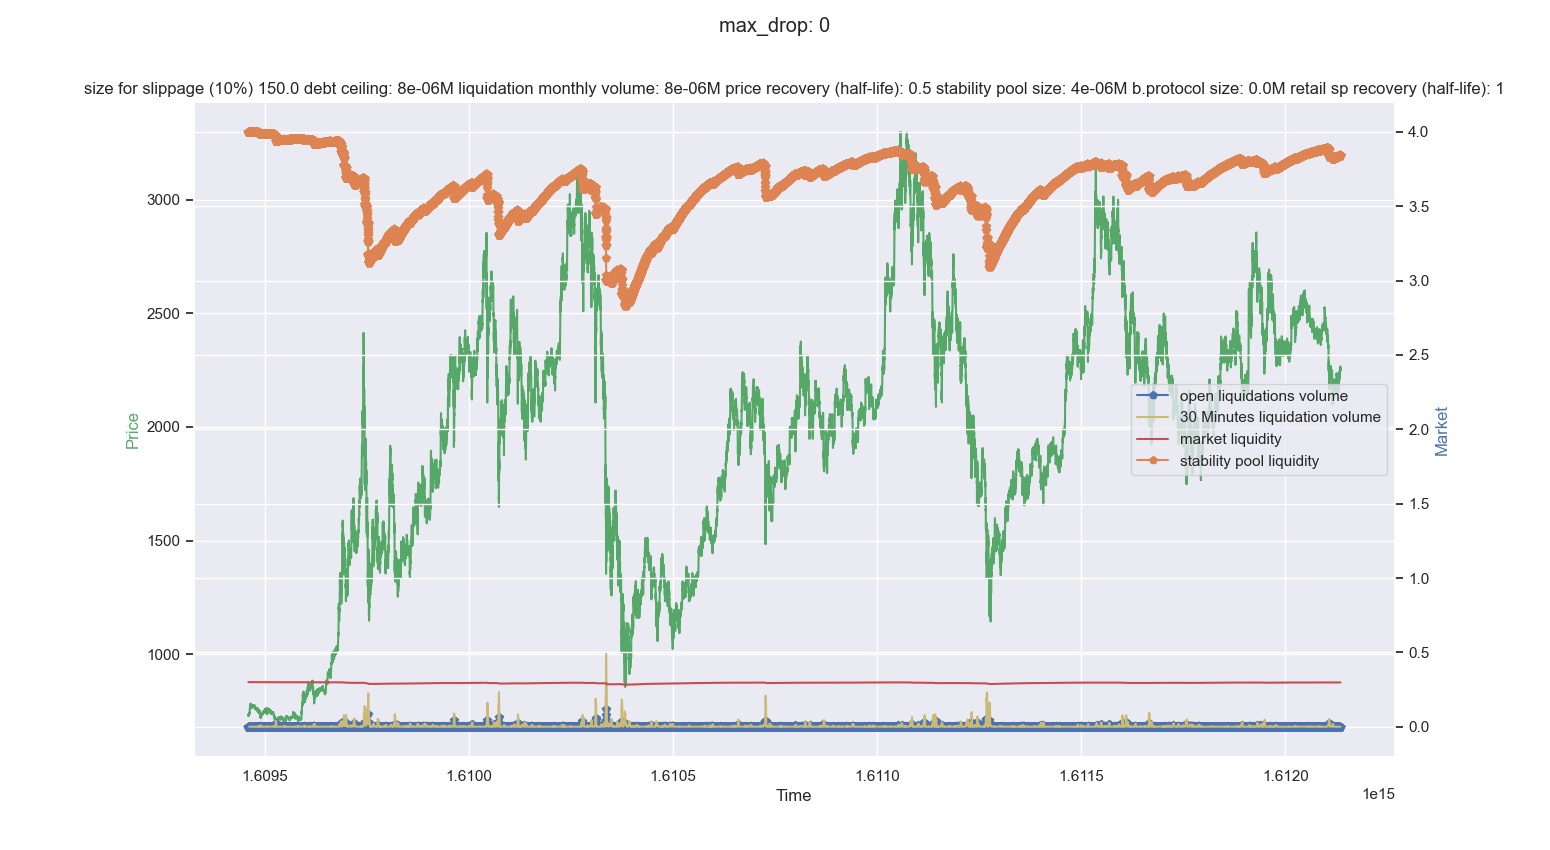 max_drop: 0
size for slippage (10%) 150.0 debt ceiling: 8e-06M liquidation monthly volume: 8e-06M price recovery (half-life): 0.5 stability pool size: 4e-06M b.protocol size: 0.0M retail sp recovery (half-life): 1
4.0
3000
3.5
3.0
2500
2.5
open liquidations volume
30 Minutes liquidation volume
market liquidity
stability pool liquidity
Price
2000
2.0
Market
1500
1.5
1.0
1000
0.5
0.0
1.6095 1.6100 1.6105 1.6110 1.6115 1.6120
Time
1e15